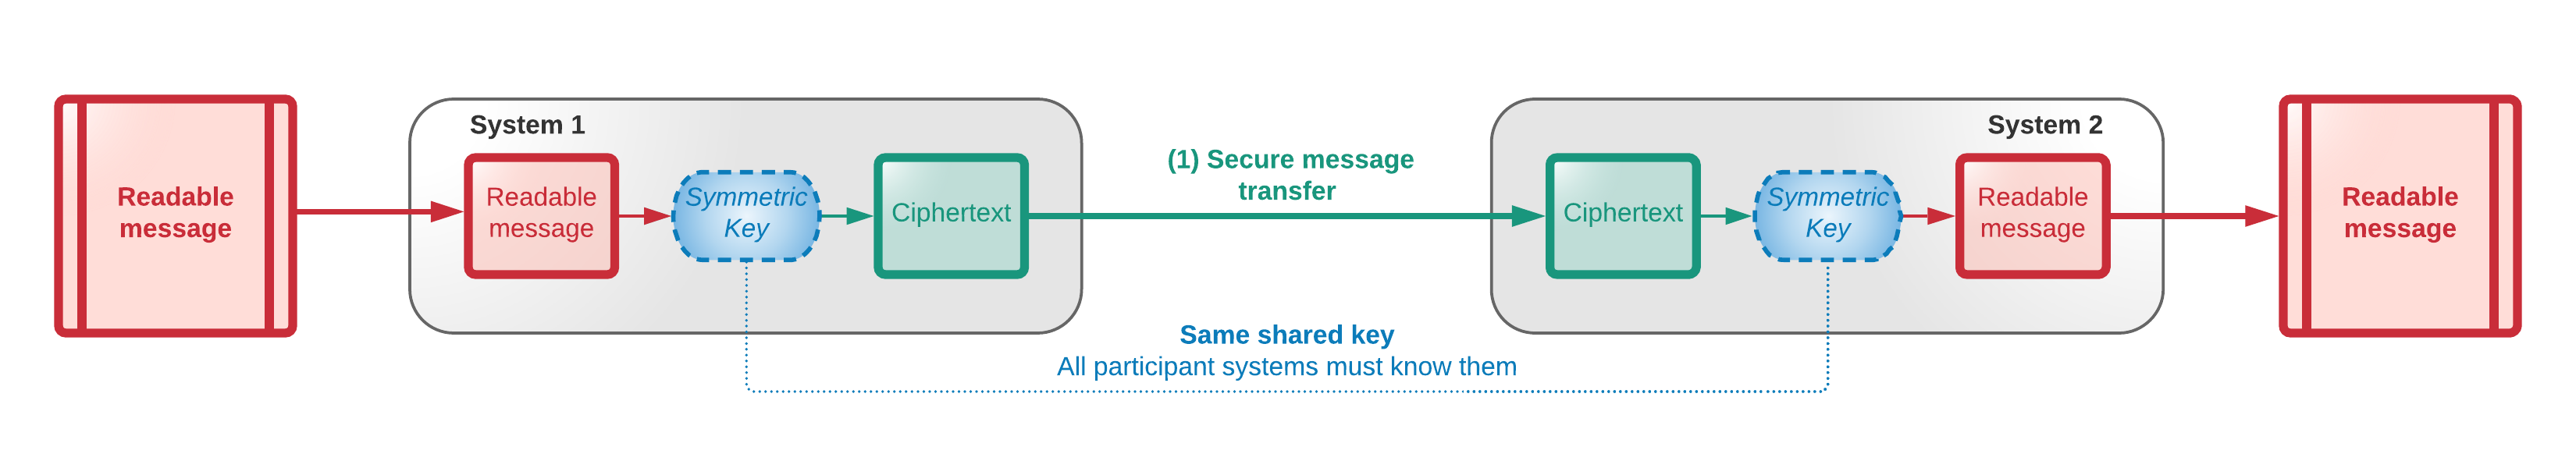 Readable
message
System 1
Readable
message
Symmetric
Key
Ciphertext
(1) Secure message
transfer
Same shared key
All participant systems must know them
System 2
Ciphertext
Symmetric
Key
Readable
message
Readable
message